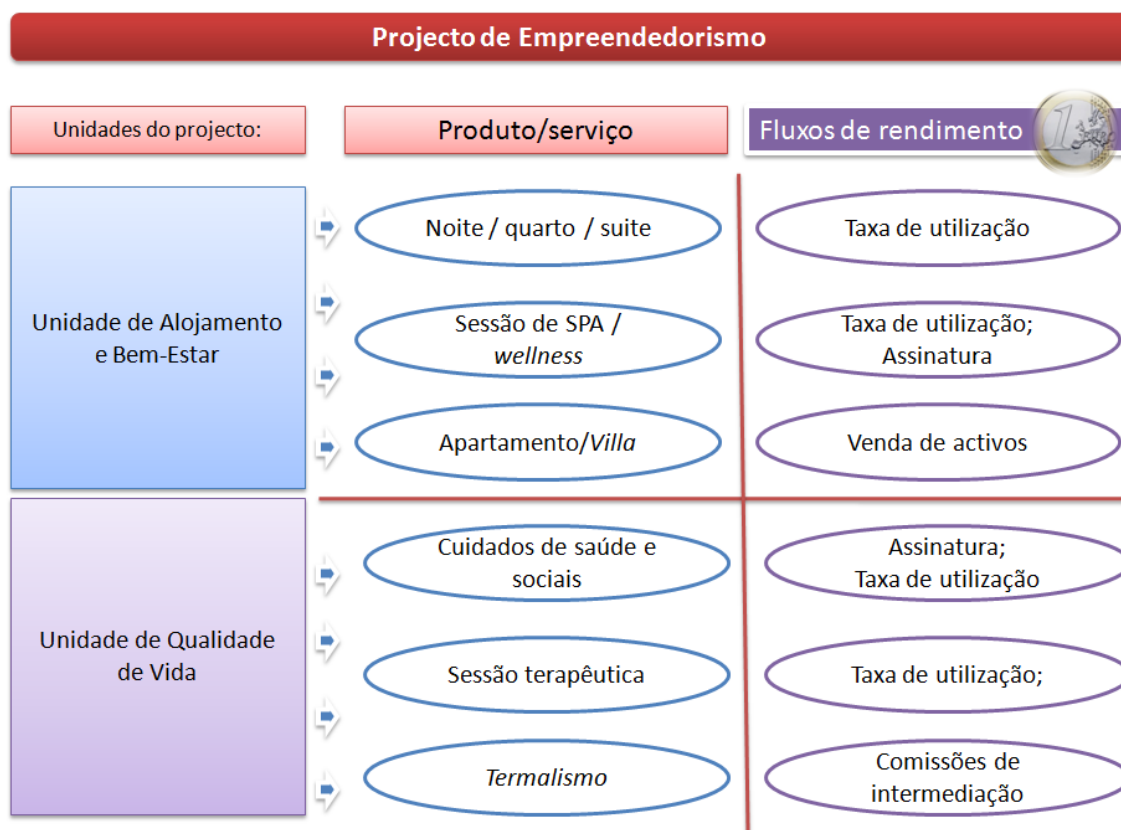 Projecto de Empreendedorismo
Unidades do projecto:
Produto/serviço
Fluxos de rendimento
1
Unidade de Alojamento
e Bem-Estar
Noite / quarto / suite
Taxa de utilização
Sessão de SPA /
wellness
Taxa de utilização;
Assinatura
Apartamento/Villa
Venda de activos
Unidade de Qualidade
de Vida
Cuidados de saúde e
sociais
Assinatura;
Taxa de utilização
Sessão terapêutica
Taxa de utilização;
Termalismo
Comissões de
intermediação